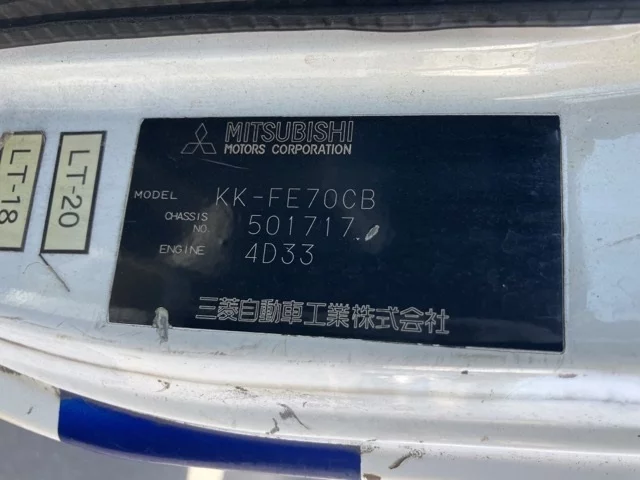 MITSUBISHI
MOTORS CORPORATION
MODEL KK-FE70CB
CHASSIS NO. 501717
ENGINE 4D33
三菱自動車工業株式会社
LT-20
LT-18